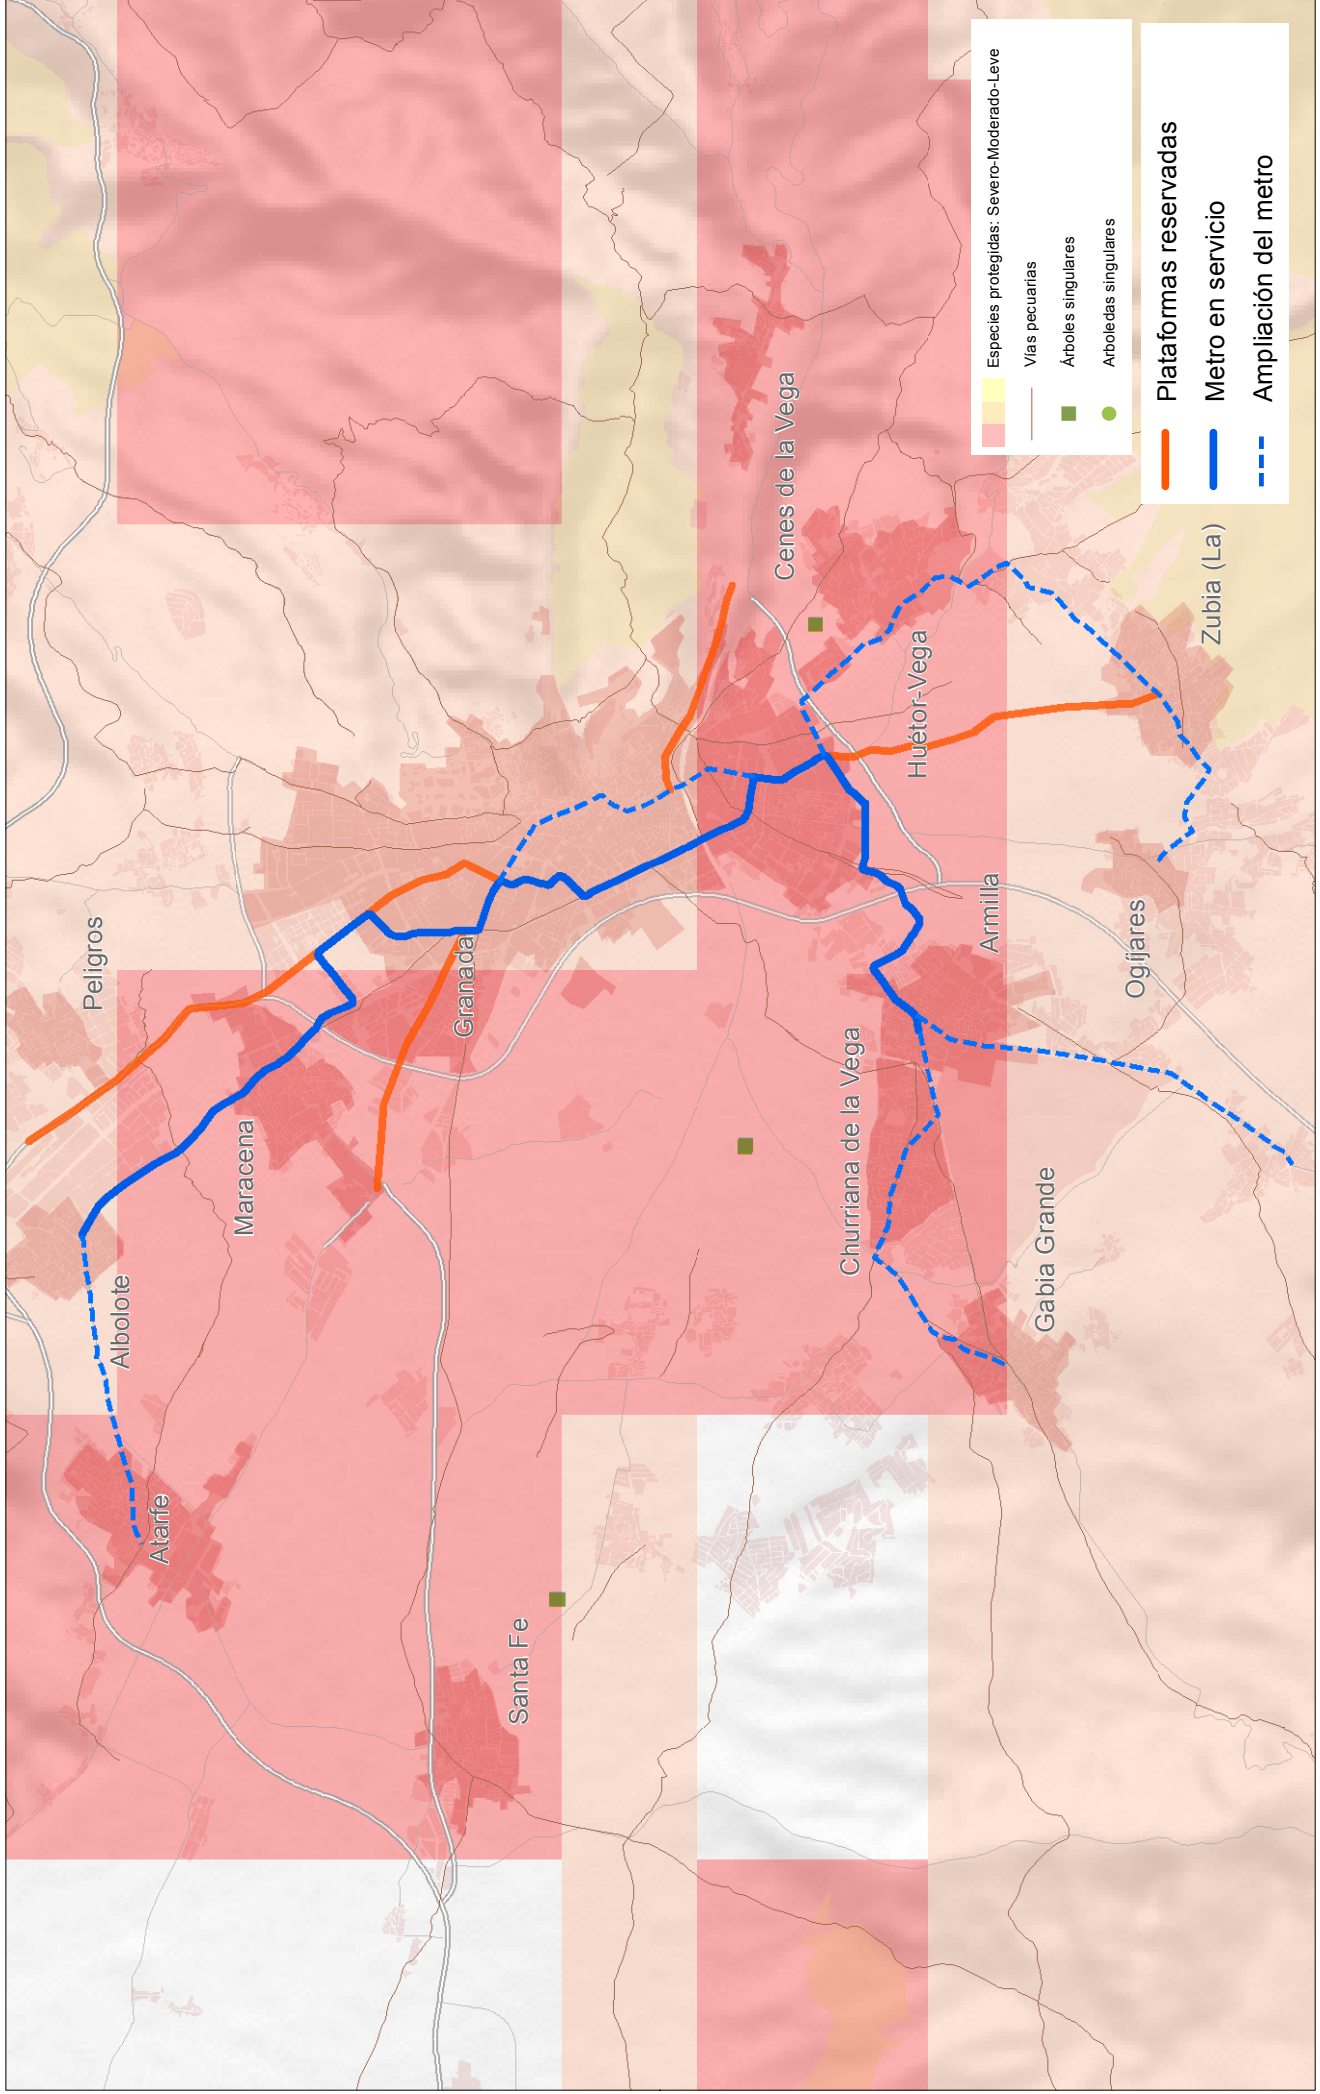 Peligros
Albolote
Maracena
Atarfe
Granada
Santa Fe
Cenes de la Vega
Huétor-Vega
Armilla
Churriana de la Vega
Gabia Grande
Ogíjares
Zubia (La)
Especies protegidas: Severo-Moderado-Leve
Vías pecuarias
Árboles singulares
Arboledas singulares
Plataformas reservadas
Metro en servicio
Ampliación del metro